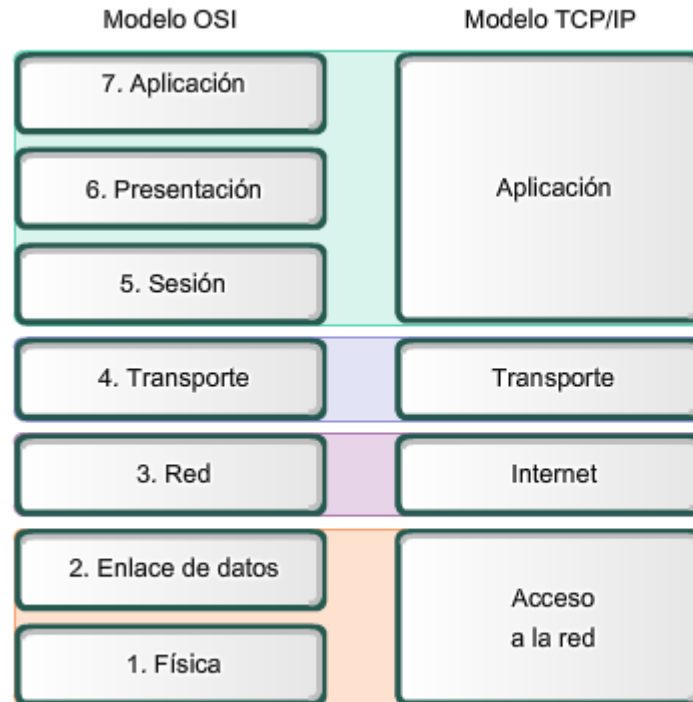 Modelo OSI
Modelo TCP/IP
7. Aplicación
6. Presentación
5. Sesión
Aplicación
4. Transporte
Transporte
3. Red
Internet
2. Enlace de datos
1. Física
Acceso
a la red